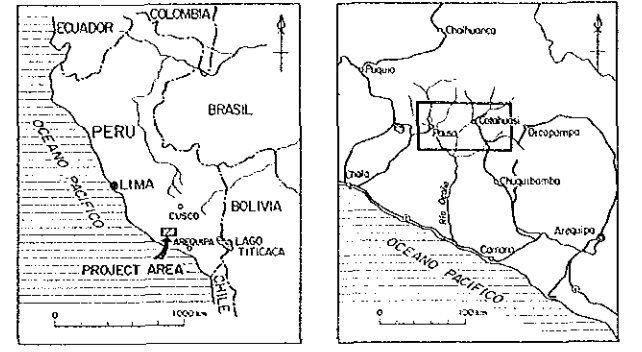 COLOMBIA
ECUADOR
BRASIL
PERU
OCEANO PACIFICO
LIMA
CUSCO
BOLIVIA
AREQUIPA
LAGO
TITICACA
PROJECT AREA
CHILE
0 1000 km
Chalhuanca
Puquio
Cotahuasi
Pausa
Orcopampa
Chala
Chuquibamba
Río Ocoña
Camana
Arequipa
OCEANO PACIFICO
0 100 km